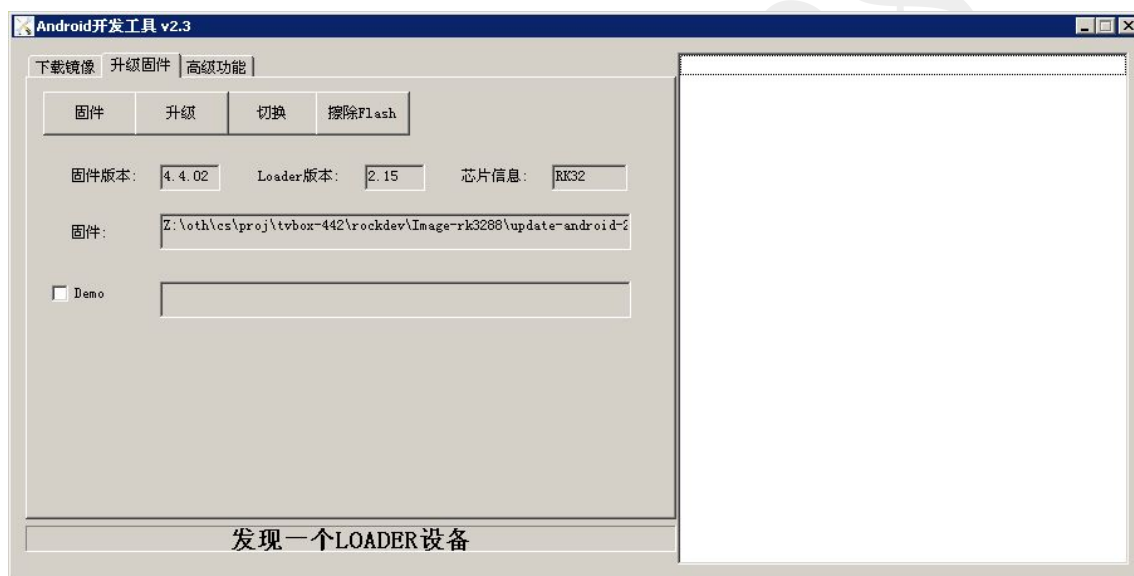 Android开发工具 v2.3
下载镜像 升级固件 高级功能
固件 升级 切换 擦除Flash
固件版本: 4.4.02 Loader版本: 2.15 芯片信息: RK32
固件: Z:\oth\cs\proj\tvbox-442\rockdev\Image-rk3288\update-android-2
Demo
发现一个LOADER设备